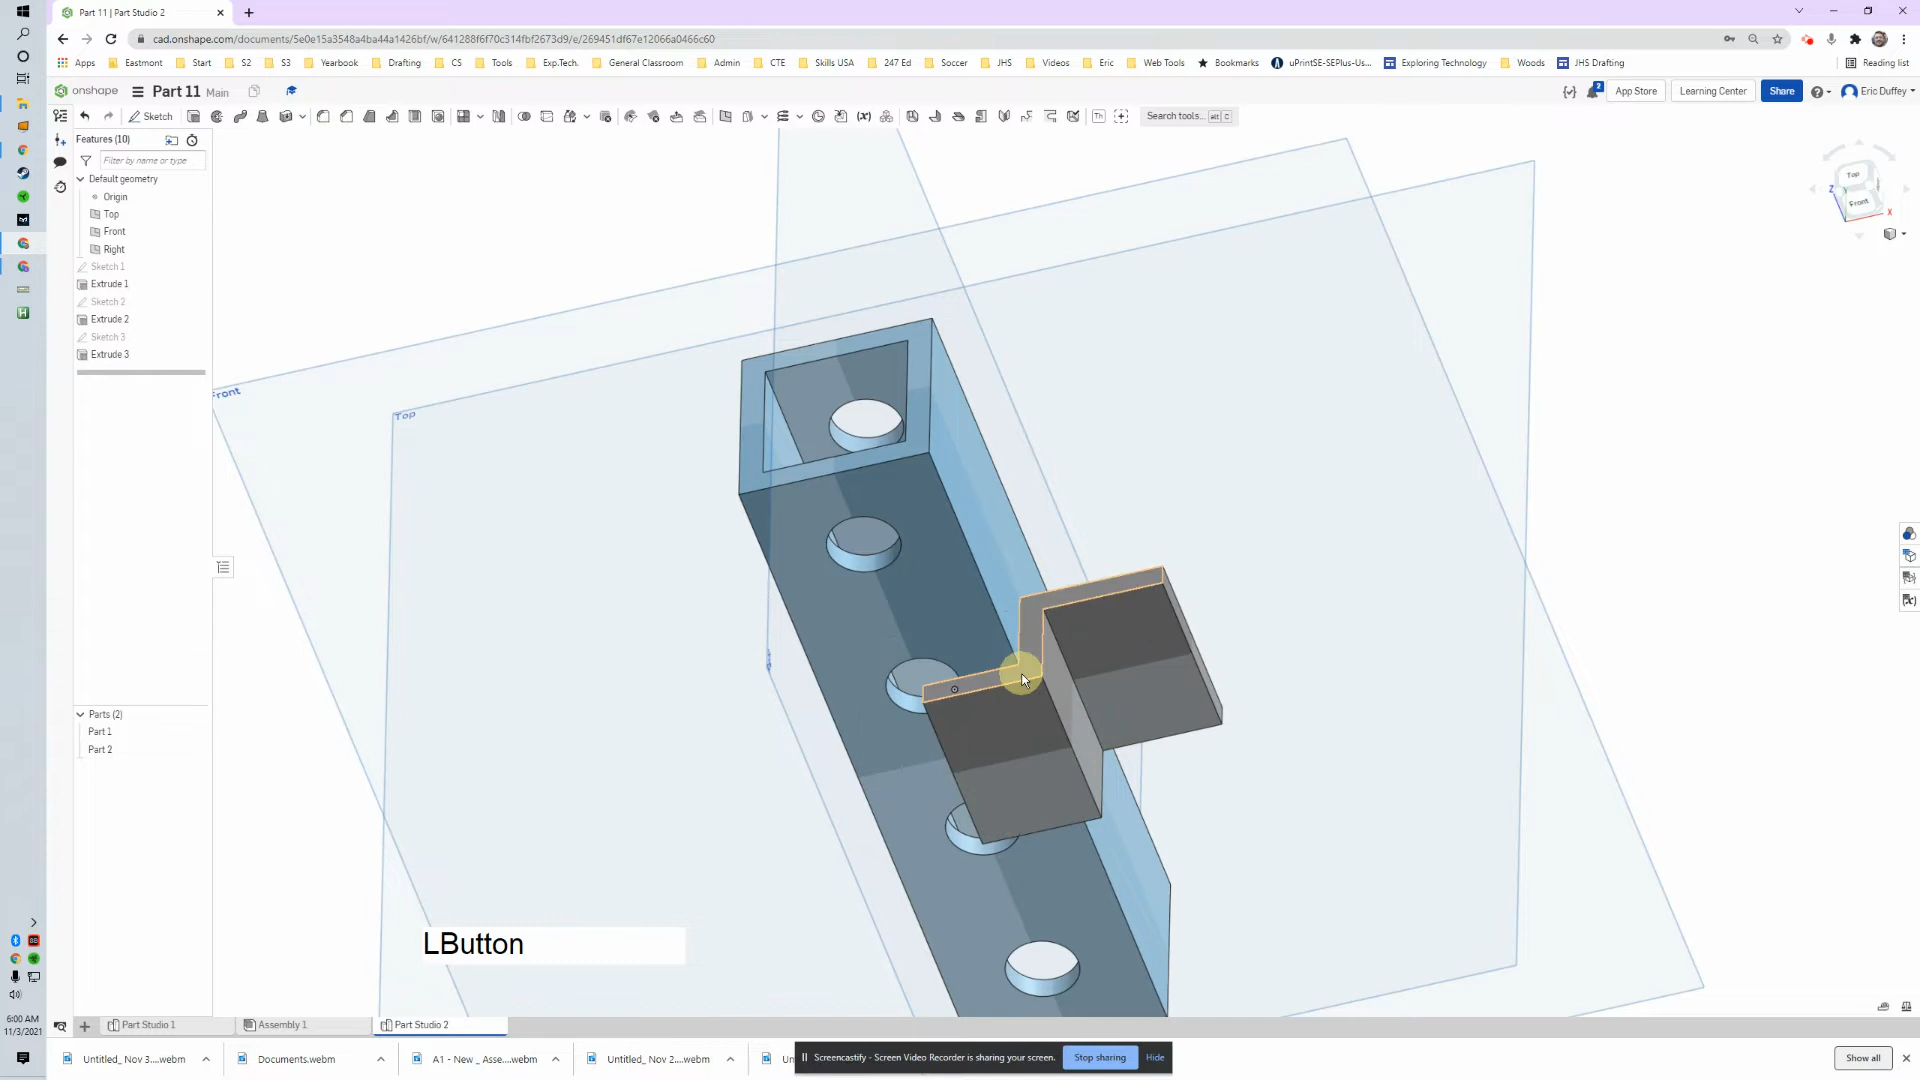 Part 11 | Part Studio 2
cad.onshape.com/documents/5e0e15a3548a4ba44a1426bf/w/641288f6f70c314fbf2673d9/e/269451df67e12066a0466c60
Apps Eastmont Start S2 S3 Yearbook Drafting CS Tools Exp.Tech. General Classroom Admin CTE Skills USA 247 Ed Soccer JHS Videos Eric Web Tools Bookmarks uPrintSE-SEPlus-Us... Exploring Technology Woods JHS Drafting Reading list
onshape Part 11 Main App Store Learning Center Share 2 Eric Duffey
Sketch Search tools... alt C
Features (10)
Filter by name or type
Default geometry
Origin
Top
Front
Right
Sketch 1
Extrude 1
Sketch 2
Extrude 2
Sketch 3
Extrude 3
Parts (2)
Part 1
Part 2
Front
Top
Top
Front
Z
X
LButton
Part Studio 1 Assembly 1 Part Studio 2
6:00 AM
11/3/2021
Untitled_ Nov 3....webm Documents.webm A1 - New _ Asse....webm Untitled_ Nov 2....webm Un
Screencastify - Screen Video Recorder is sharing your screen. Stop sharing Hide
Show all